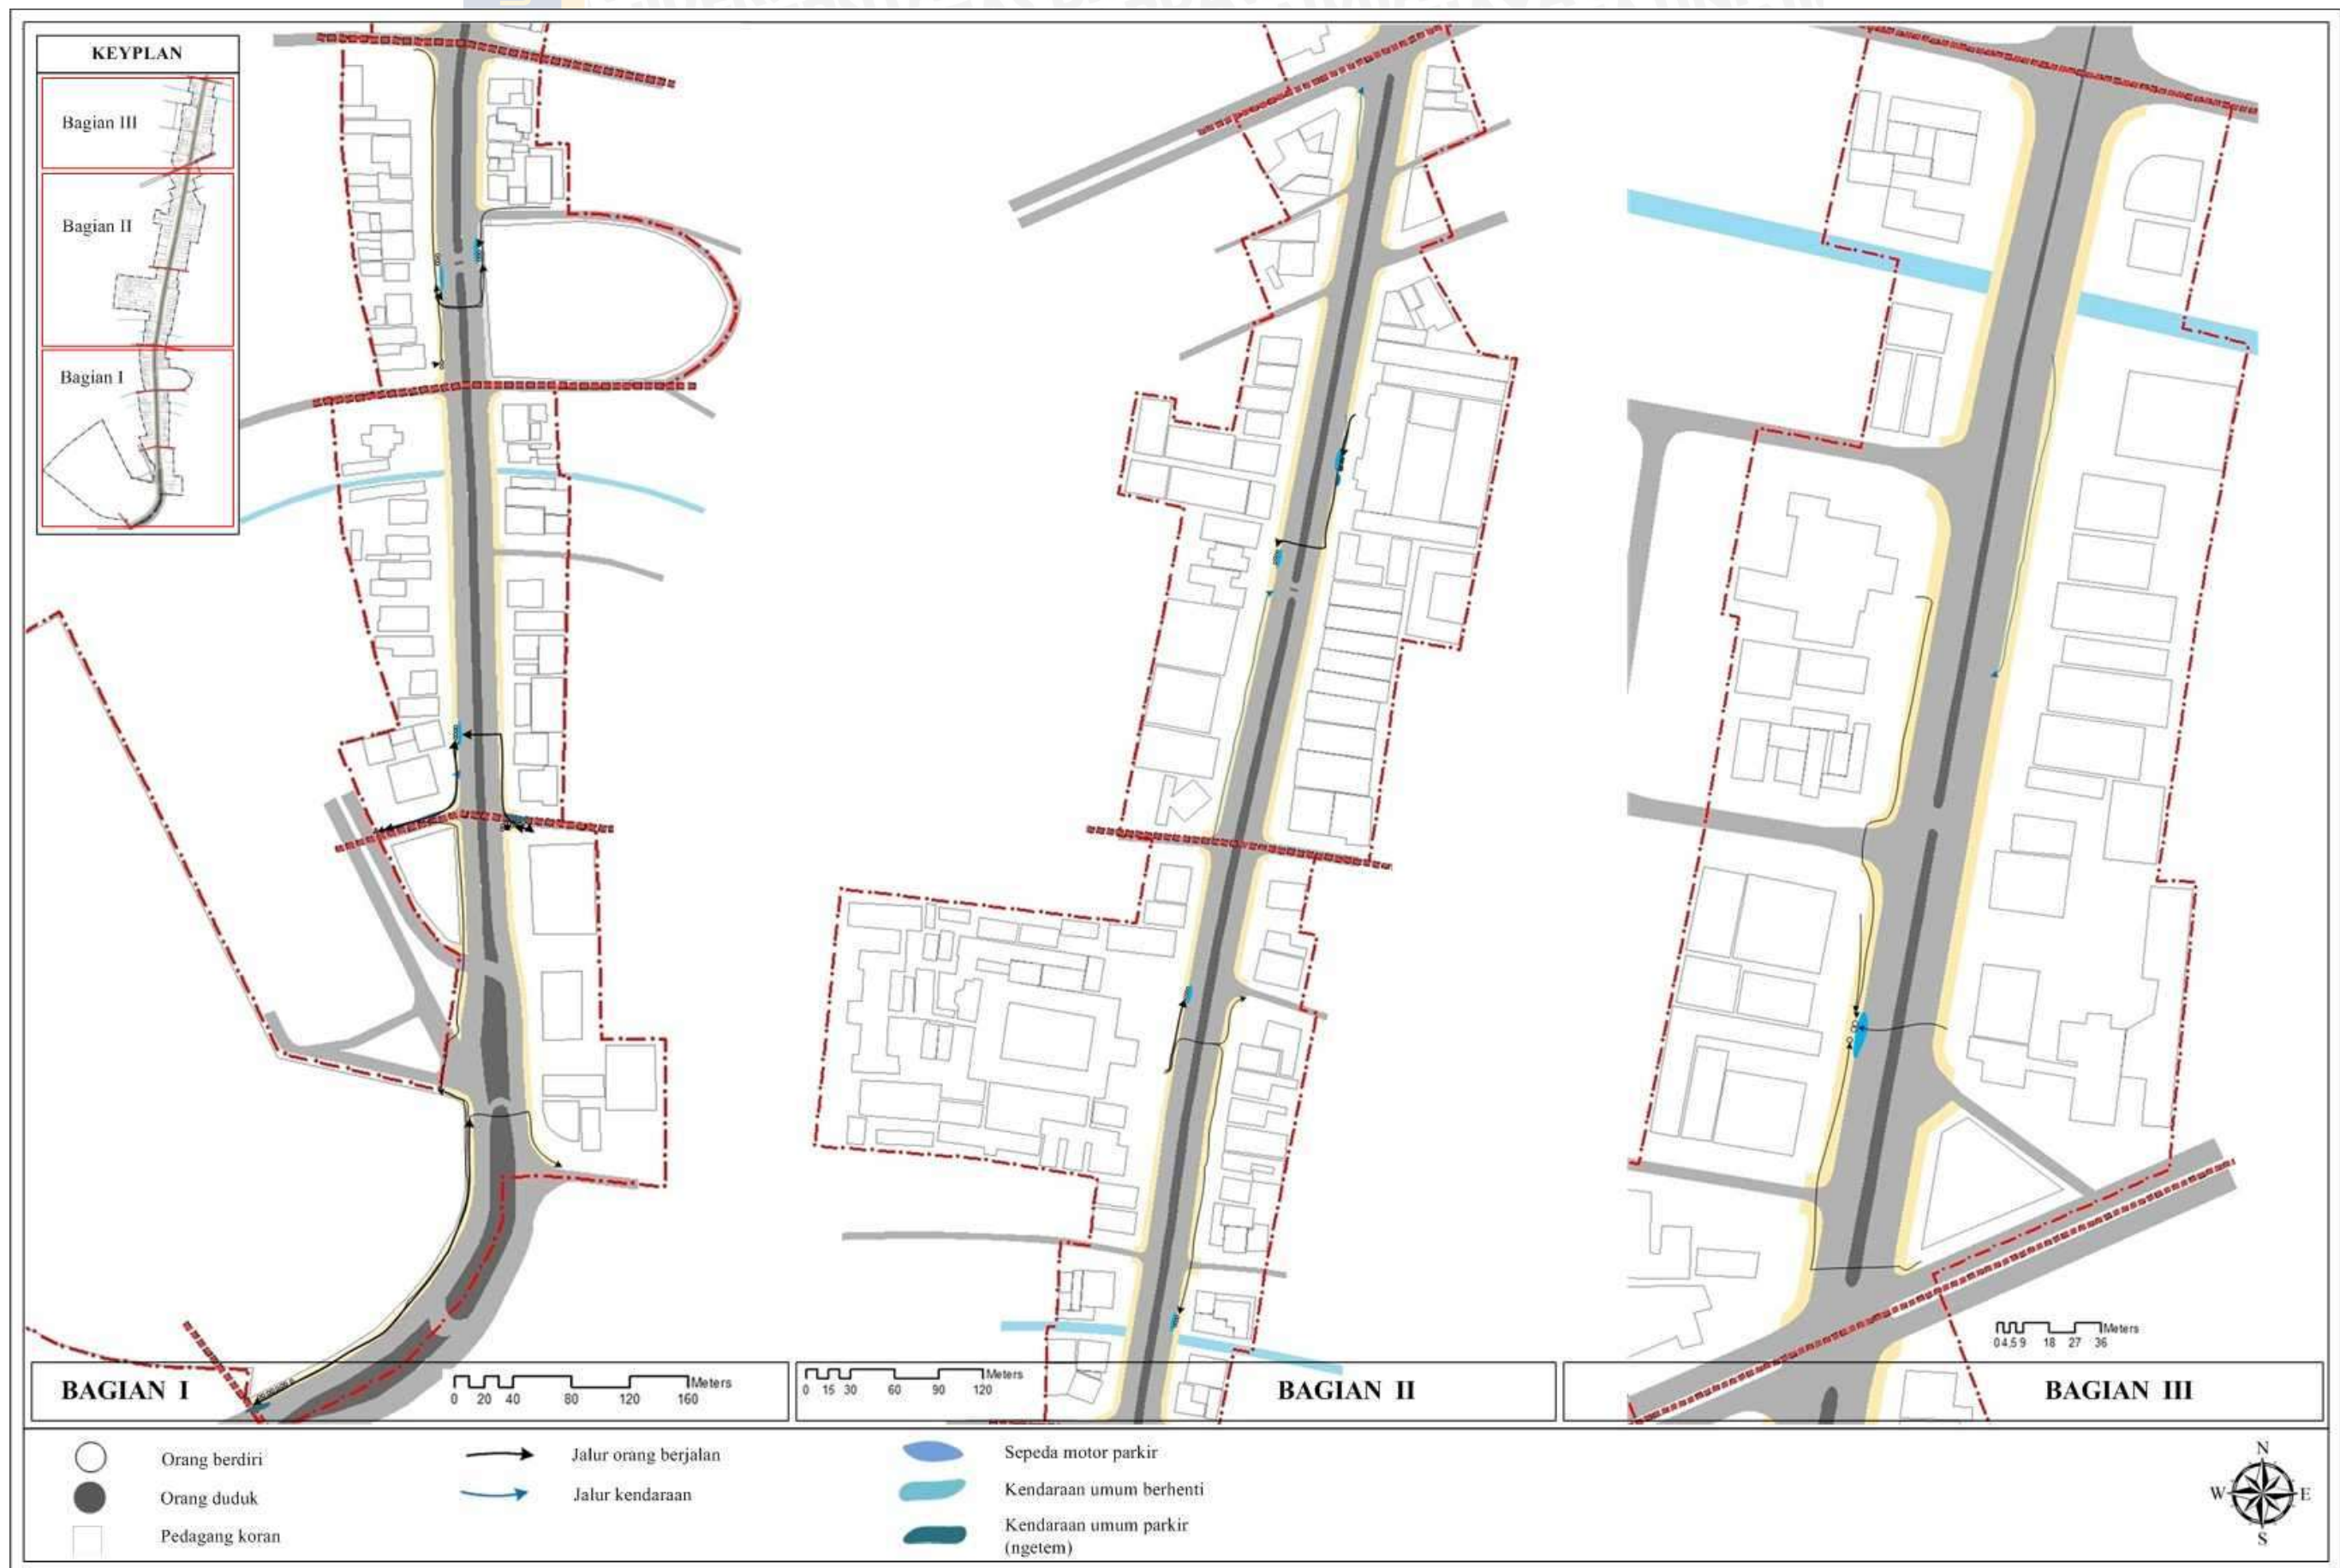 KEYPLAN
Bagian III
Bagian II
Bagian I
BAGIAN I
0 20 40 80 120 160 Meters
0 15 30 60 90 120 Meters
BAGIAN II
0 4,5 9 18 27 36 Meters
BAGIAN III
Orang berdiri
Orang duduk
Pedagang koran
Jalur orang berjalan
Jalur kendaraan
Sepeda motor parkir
Kendaraan umum berhenti
Kendaraan umum parkir
(ngetem)
N
W E
S